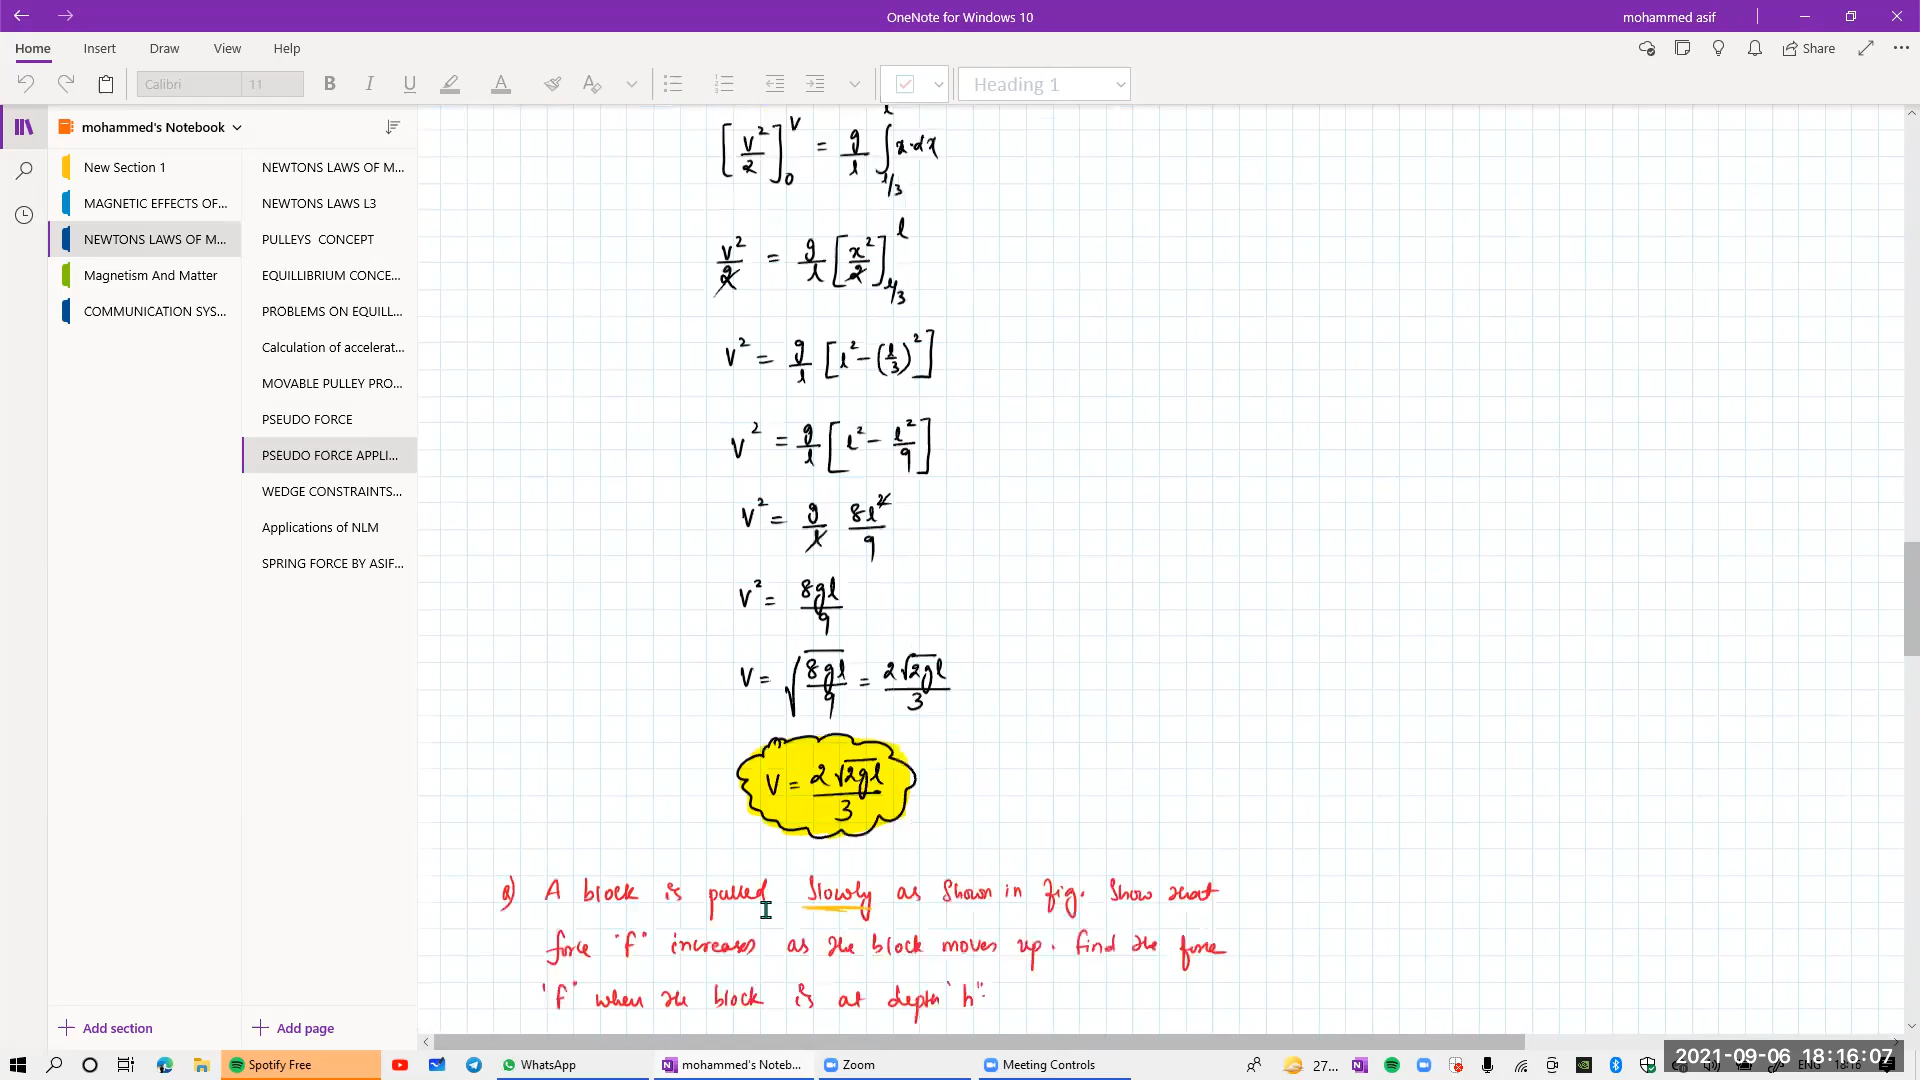 OneNote for Windows 10
mohammed asif
Home Insert Draw View Help
Share
Calibri 11
B I U A
Heading 1
mohammed's Notebook
New Section 1
MAGNETIC EFFECTS OF...
NEWTONS LAWS OF M...
Magnetism And Matter
COMMUNICATION SYS...
NEWTONS LAWS OF M...
NEWTONS LAWS L3
PULLEYS CONCEPT
EQUILLIBRIUM CONCE...
PROBLEMS ON EQUILL...
Calculation of accelerat...
MOVABLE PULLEY PRO...
PSEUDO FORCE
PSEUDO FORCE APPLI...
WEDGE CONSTRAINTS...
Applications of NLM
SPRING FORCE BY ASIF...
[v²/2]₀^V = g/l ∫_{l/3}^{l} x·dx
v²/2 = g/l [x²/2]_{l/3}^{l}
V² = g/l [l² - (l/3)²]
V² = g/l [l² - l²/9]
V² = g/l 8l²/9
V² = 8gl/9
V = √(8gl/9) = 2√2gl/3
V = 2√2gl/3
Q) A block is pulled slowly as shown in fig. Show that
force "F" increases as the block moves up. Find the force
"F" when the block is at depth "h".
Add section
Add page
Spotify Free
WhatsApp
mohammed's Noteb...
Zoom
Meeting Controls
27...
2021-09-06 18:16:07